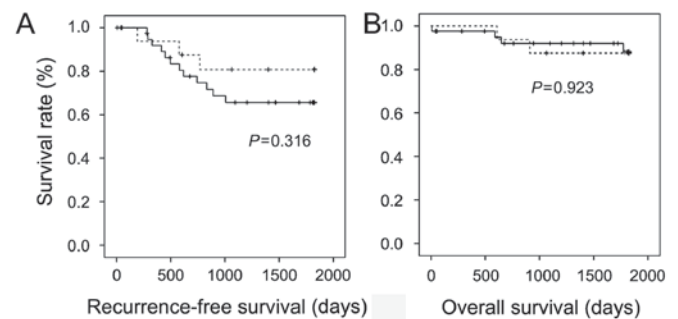 A
B
Survival rate (%)
1.0
0.8
0.6
0.4
0.2
0.0
P=0.316
0 500 1000 1500 2000
Recurrence-free survival (days)
1.0
0.8
0.6
0.4
0.2
0.0
P=0.923
0 500 1000 1500 2000
Overall survival (days)